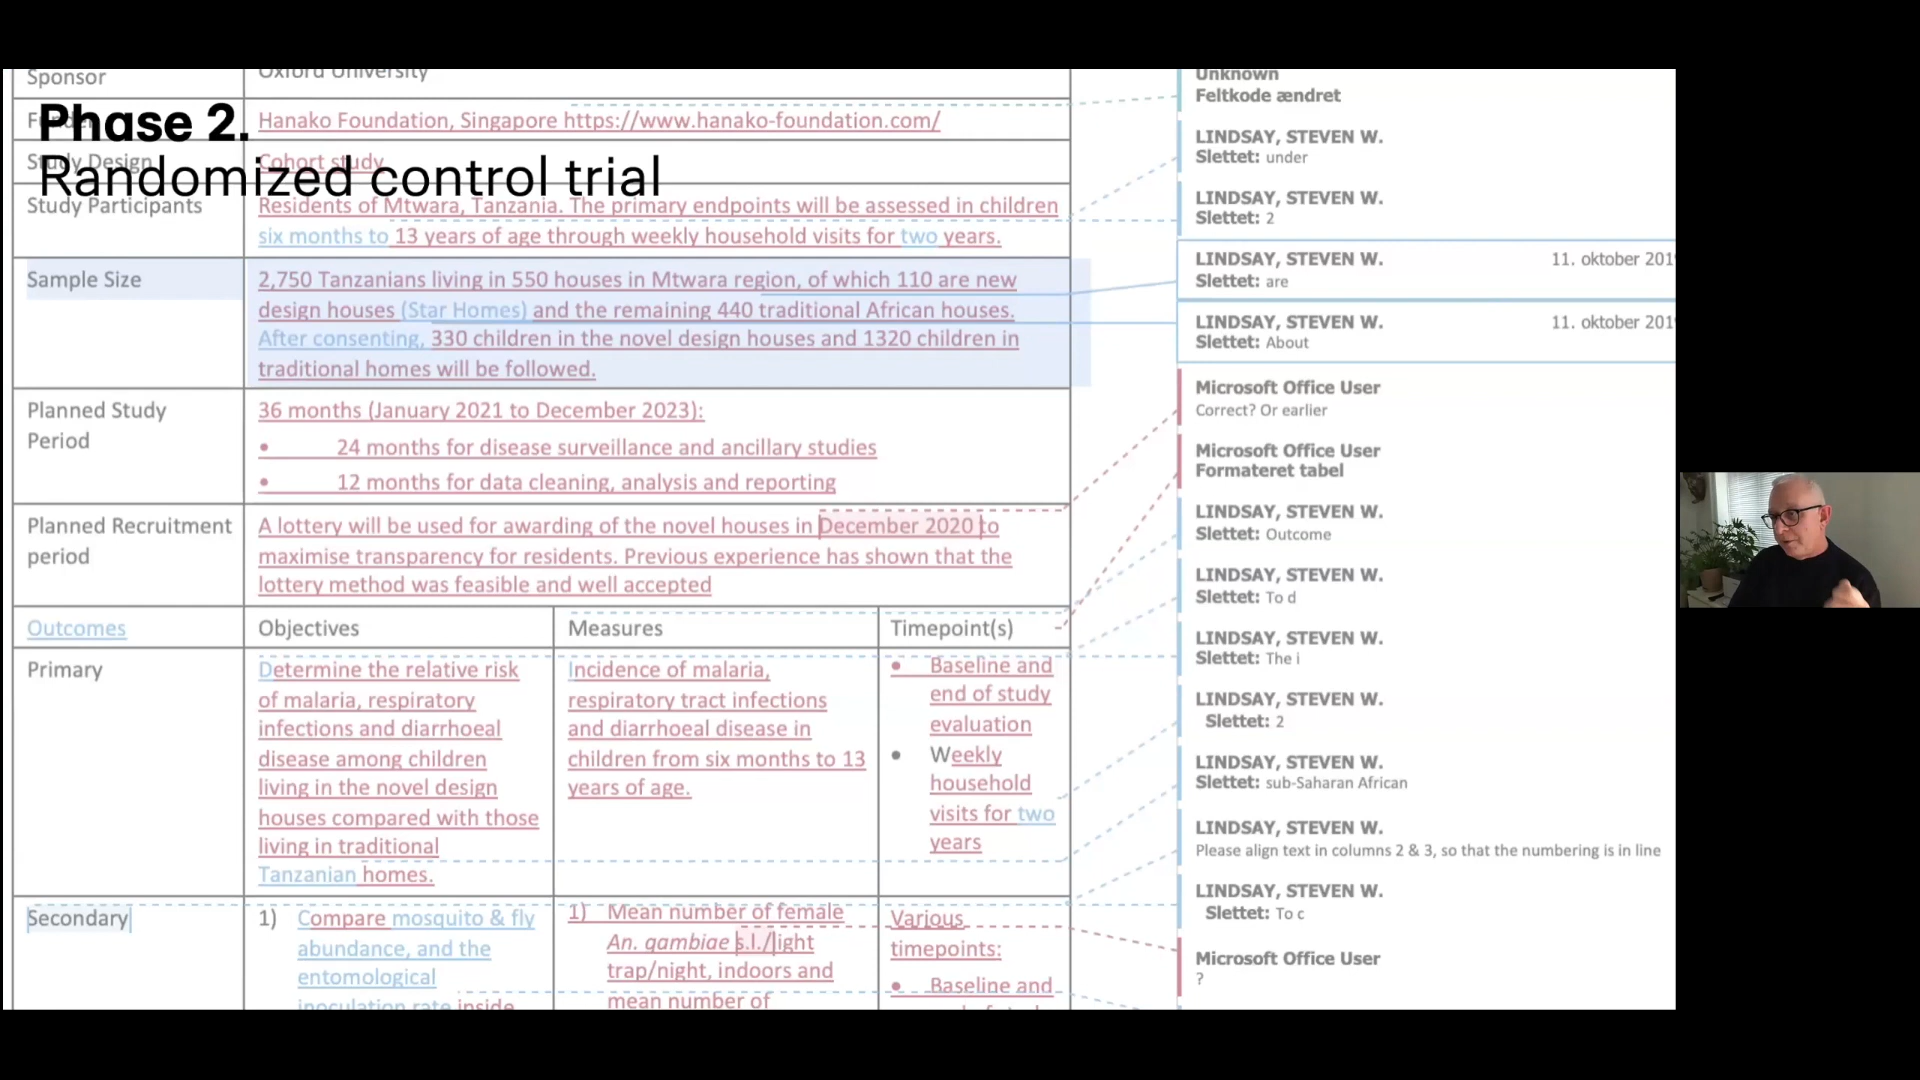 Sponsor
Oxford University
Phase 2.
Randomized control trial
Funder
Hanako Foundation, Singapore https://www.hanako-foundation.com/
Study Design
Cohort study
Study Participants
Residents of Mtwara, Tanzania. The primary endpoints will be assessed in children
six months to 13 years of age through weekly household visits for two years.
Sample Size
2,750 Tanzanians living in 550 houses in Mtwara region, of which 110 are new
design houses (Star Homes) and the remaining 440 traditional African houses.
After consenting, 330 children in the novel design houses and 1320 children in
traditional homes will be followed.
Planned Study
Period
36 months (January 2021 to December 2023):
• 24 months for disease surveillance and ancillary studies
• 12 months for data cleaning, analysis and reporting
Planned Recruitment
period
A lottery will be used for awarding of the novel houses in December 2020 to
maximise transparency for residents. Previous experience has shown that the
lottery method was feasible and well accepted
Outcomes
Objectives
Measures
Timepoint(s)
Primary
Determine the relative risk
of malaria, respiratory
infections and diarrhoeal
disease among children
living in the novel design
houses compared with those
living in traditional
Tanzanian homes.
Incidence of malaria,
respiratory tract infections
and diarrhoeal disease in
children from six months to 13
years of age.
• Baseline and
end of study
evaluation
• Weekly
household
visits for two
years
Secondary
1) Compare mosquito & fly
abundance, and the
entomological
inoculation rate inside
1) Mean number of female
An. gambiae s.l./light
trap/night, indoors and
mean number of
Various
timepoints:
• Baseline and
Unknown
Feltkode ændret
LINDSAY, STEVEN W.
Slettet: under
LINDSAY, STEVEN W.
Slettet: 2
LINDSAY, STEVEN W. 11. oktober 201
Slettet: are
LINDSAY, STEVEN W. 11. oktober 201
Slettet: About
Microsoft Office User
Correct? Or earlier
Microsoft Office User
Formateret tabel
LINDSAY, STEVEN W.
Slettet: Outcome
LINDSAY, STEVEN W.
Slettet: To d
LINDSAY, STEVEN W.
Slettet: The i
LINDSAY, STEVEN W.
Slettet: 2
LINDSAY, STEVEN W.
Slettet: sub-Saharan African
LINDSAY, STEVEN W.
Please align text in columns 2 & 3, so that the numbering is in line
LINDSAY, STEVEN W.
Slettet: To c
Microsoft Office User
?